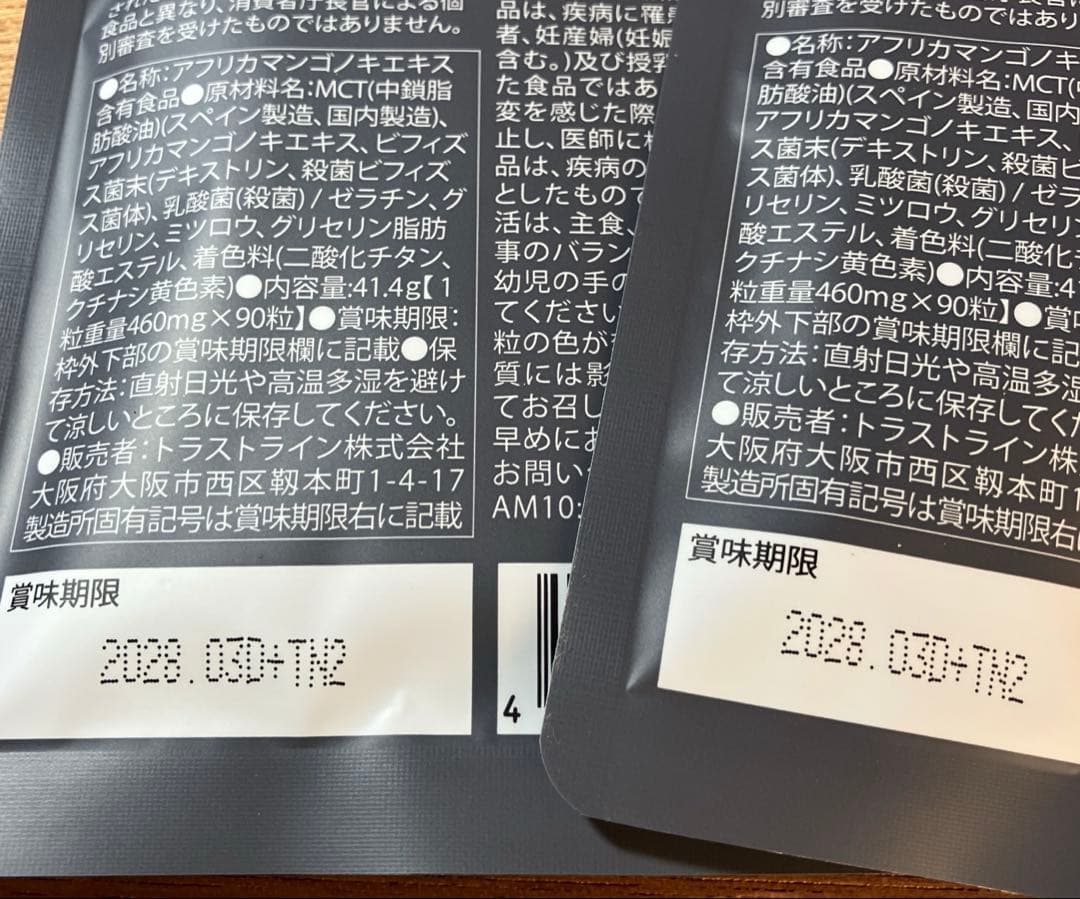 食品と異なり、消費者庁長官による個
別審査を受けたものではありません。
●名称:アフリカマンゴノキエキス
含有食品●原材料名:MCT(中鎖脂
肪酸油)(スペイン製造、国内製造)、
アフリカマンゴノキエキス、ビフィズ
ス菌末(デキストリン、殺菌ビフィズ
ス菌体)、乳酸菌(殺菌) / ゼラチン、グ
リセリン、ミツロウ、グリセリン脂肪
酸エステル、着色料(二酸化チタン、
クチナシ黄色素)●内容量:41.4g【1
粒重量460mg×90粒】●賞味期限:
枠外下部の賞味期限欄に記載●保
存方法:直射日光や高温多湿を避け
て涼しいところに保存してください。
●販売者:トラストライン株式会社
大阪府大阪市西区靱本町1-4-17
製造所固有記号は賞味期限右に記載
賞味期限
2028.03D+TN2
品は、疾病に罹
者、妊産婦(妊娠
含む。)及び授乳
た食品ではあ
変を感じた際
止し、医師に
品は、疾病の
としたもので
活は、主食、
事のバラン
幼児の手の
てください
粒の色が
質には影
てお召し
早めにお
お問い
AM10:
4
別審査を受けたものではあり
●名称:アフリカマンゴノキエキ
含有食品●原材料名:MCT(
肪酸油)(スペイン製造、国内
アフリカマンゴノキエキス、
ス菌末(デキストリン、殺菌ビ
ス菌体)、乳酸菌(殺菌) / ゼラ
リセリン、ミツロウ、グリセリン
酸エステル、着色料(二酸化チ
クチナシ黄色素)●内容量:4
粒重量460mg×90粒】●賞
枠外下部の賞味期限欄に記
存方法:直射日光や高温多湿
て涼しいところに保存してく
●販売者:トラストライン株
大阪府大阪市西区靱本町1
製造所固有記号は賞味期限右
賞味期限
2028.03D+TN2